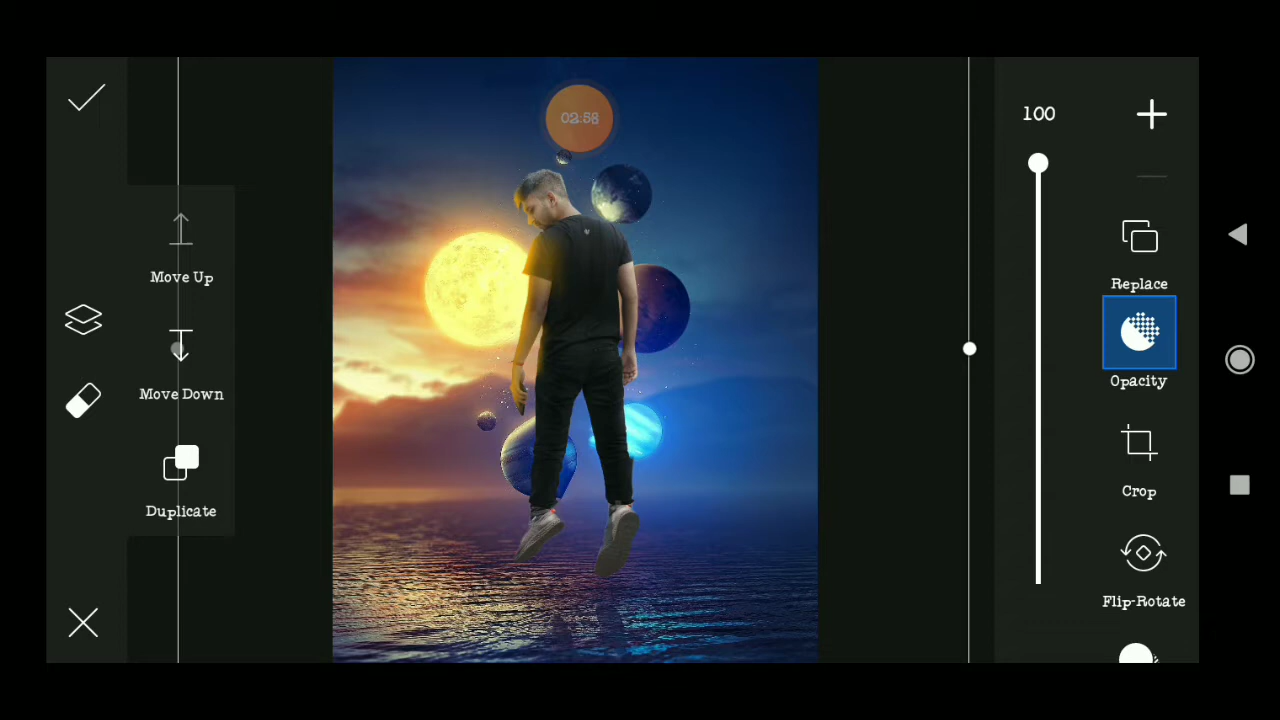 02:58
100
Move Up
Replace
Move Down
Opacity
Duplicate
Crop
Flip-Rotate